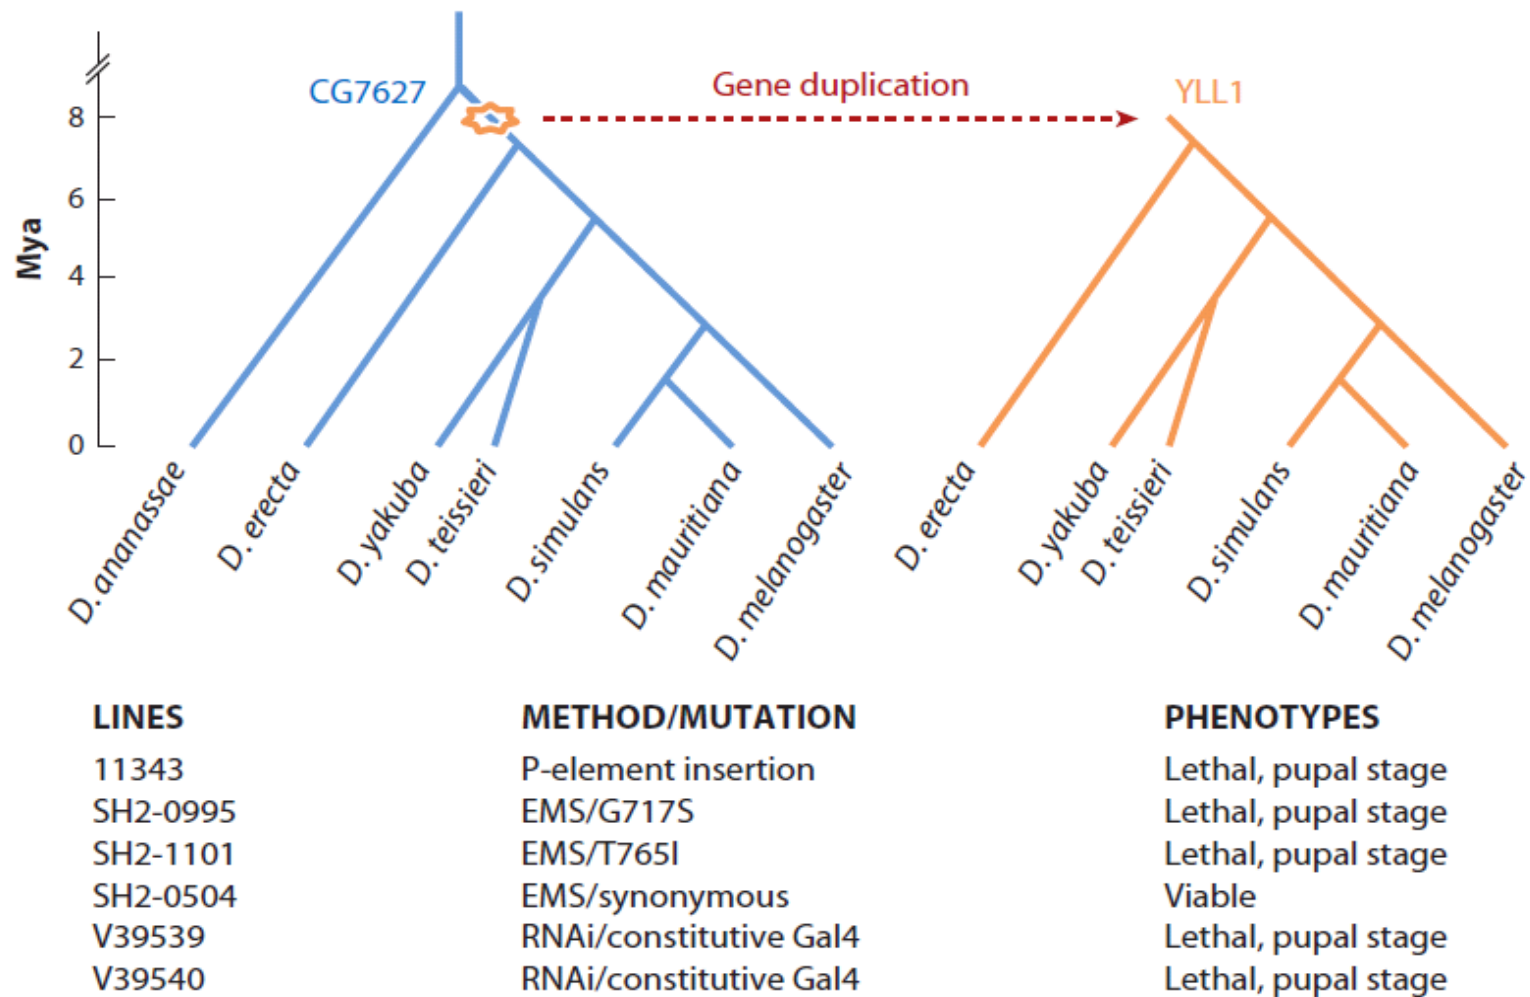 CG7627
Gene duplication
YLL1
8
6
4
2
0
Mya
D. ananassae
D. erecta
D. yakuba
D. teissieri
D. simulans
D. mauritiana
D. melanogaster
D. erecta
D. yakuba
D. teissieri
D. simulans
D. mauritiana
D. melanogaster
LINES METHOD/MUTATION PHENOTYPES
11343 P-element insertion Lethal, pupal stage
SH2-0995 EMS/G717S Lethal, pupal stage
SH2-1101 EMS/T765I Lethal, pupal stage
SH2-0504 EMS/synonymous Viable
V39539 RNAi/constitutive Gal4 Lethal, pupal stage
V39540 RNAi/constitutive Gal4 Lethal, pupal stage